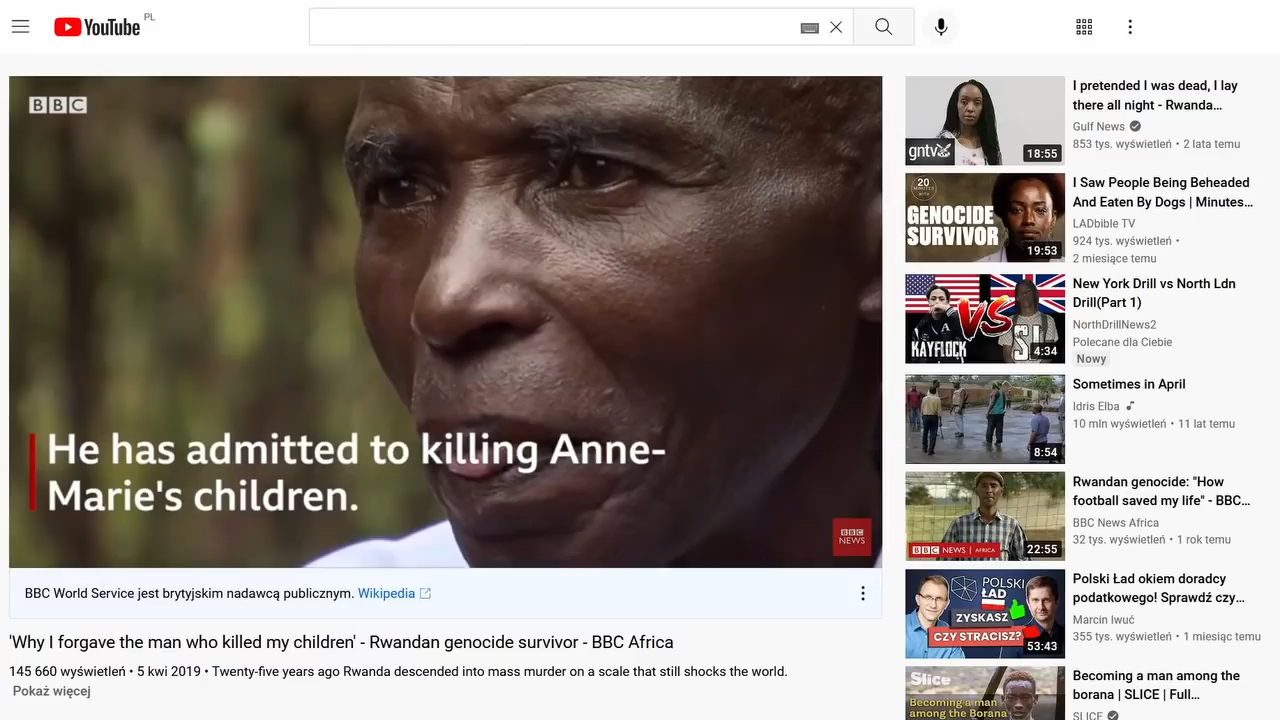 YouTube PL
BBC
He has admitted to killing Anne-
Marie's children.
BBC
NEWS
BBC World Service jest brytyjskim nadawcą publicznym. Wikipedia
'Why I forgave the man who killed my children' - Rwandan genocide survivor - BBC Africa
145 660 wyświetleń • 5 kwi 2019 • Twenty-five years ago Rwanda descended into mass murder on a scale that still shocks the world.
Pokaż więcej
gntv
18:55
I pretended I was dead, I lay
there all night - Rwanda...
Gulf News
853 tys. wyświetleń • 2 lata temu
20
MINUTES
WITH
GENOCIDE
SURVIVOR
19:53
I Saw People Being Beheaded
And Eaten By Dogs | Minutes...
LADbible TV
924 tys. wyświetleń •
2 miesiące temu
VS
KAYFLOCK
4:34
New York Drill vs North Ldn
Drill(Part 1)
NorthDrillNews2
Polecane dla Ciebie
Nowy
8:54
Sometimes in April
Idris Elba
10 mln wyświetleń • 11 lat temu
BBC NEWS | AFRICA
22:55
Rwandan genocide: "How
football saved my life" - BBC...
BBC News Africa
32 tys. wyświetleń • 1 rok temu
POLSKI
ŁAD
ZYSKASZ
CZY STRACISZ?
53:43
Polski Ład okiem doradcy
podatkowego! Sprawdź czy...
Marcin Iwuć
355 tys. wyświetleń • 1 miesiąc temu
Slice
Becoming a man
among the Borana
Becoming a man among the
borana | SLICE | Full...
SLICE